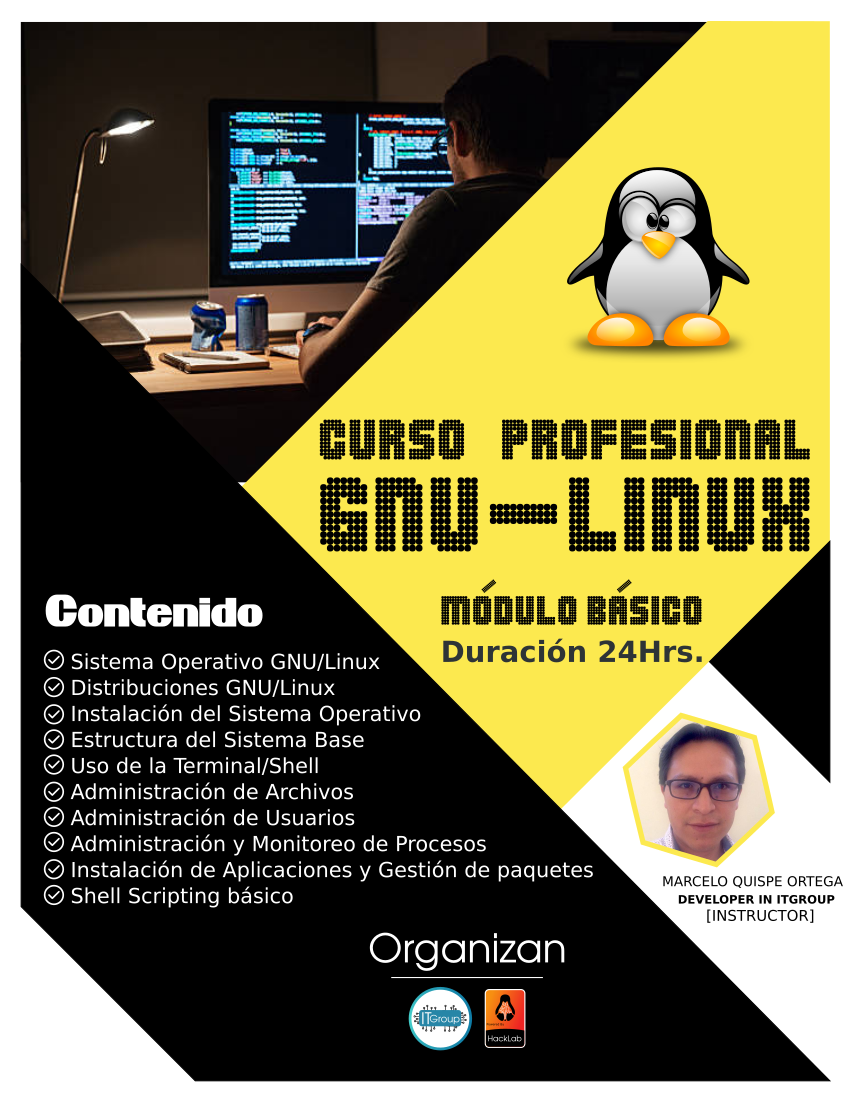 CURSO PROFESIONAL
GNU-LINUX
MÓDULO BÁSICO
Duración 24Hrs.
Contenido
Sistema Operativo GNU/Linux
Distribuciones GNU/Linux
Instalación del Sistema Operativo
Estructura del Sistema Base
Uso de la Terminal/Shell
Administración de Archivos
Administración de Usuarios
Administración y Monitoreo de Procesos
Instalación de Aplicaciones y Gestión de paquetes
Shell Scripting básico
MARCELO QUISPE ORTEGA
DEVELOPER IN ITGROUP
[INSTRUCTOR]
Organizan
ITGroup
HackLab